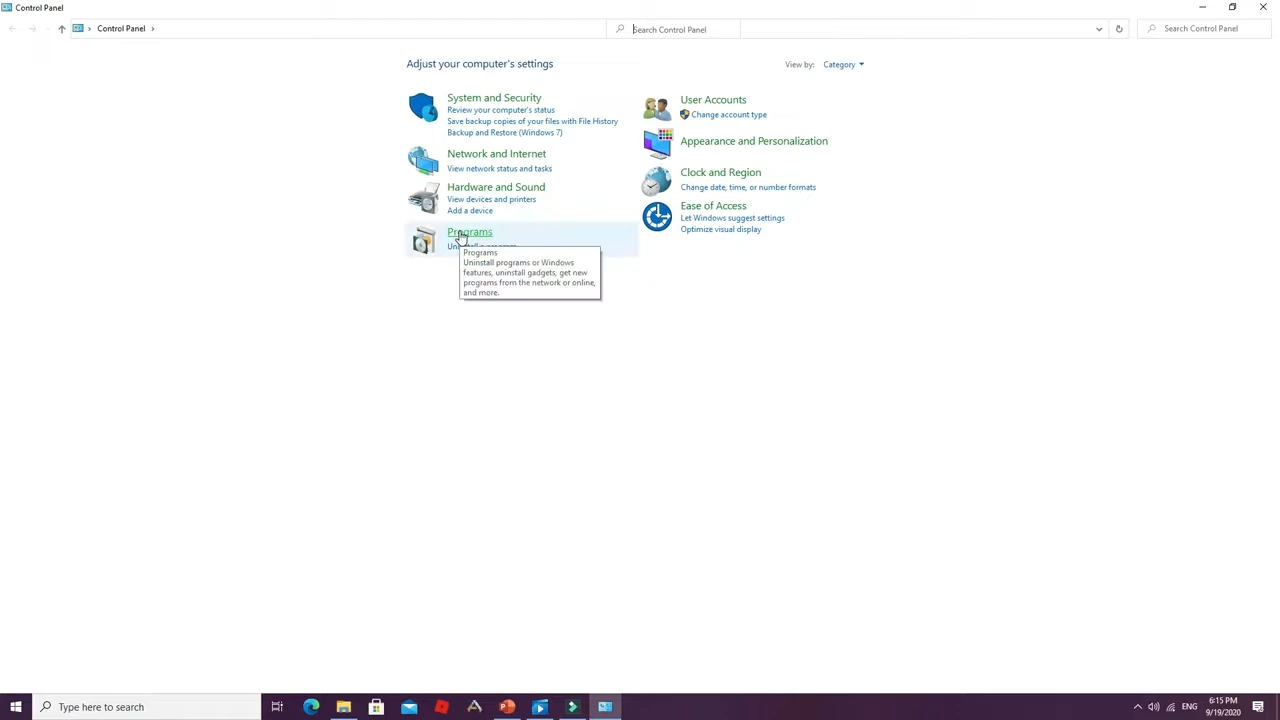 Control Panel
Control Panel
Search Control Panel
Search Control Panel
Adjust your computer's settings
View by: Category
System and Security
Review your computer's status
Save backup copies of your files with File History
Backup and Restore (Windows 7)
Network and Internet
View network status and tasks
Hardware and Sound
View devices and printers
Add a device
Programs
Programs
Uninstall programs or Windows
features, uninstall gadgets, get new
programs from the network or online,
and more.
User Accounts
Change account type
Appearance and Personalization
Clock and Region
Change date, time, or number formats
Ease of Access
Let Windows suggest settings
Optimize visual display
Type here to search
ENG
6:15 PM
9/19/2020